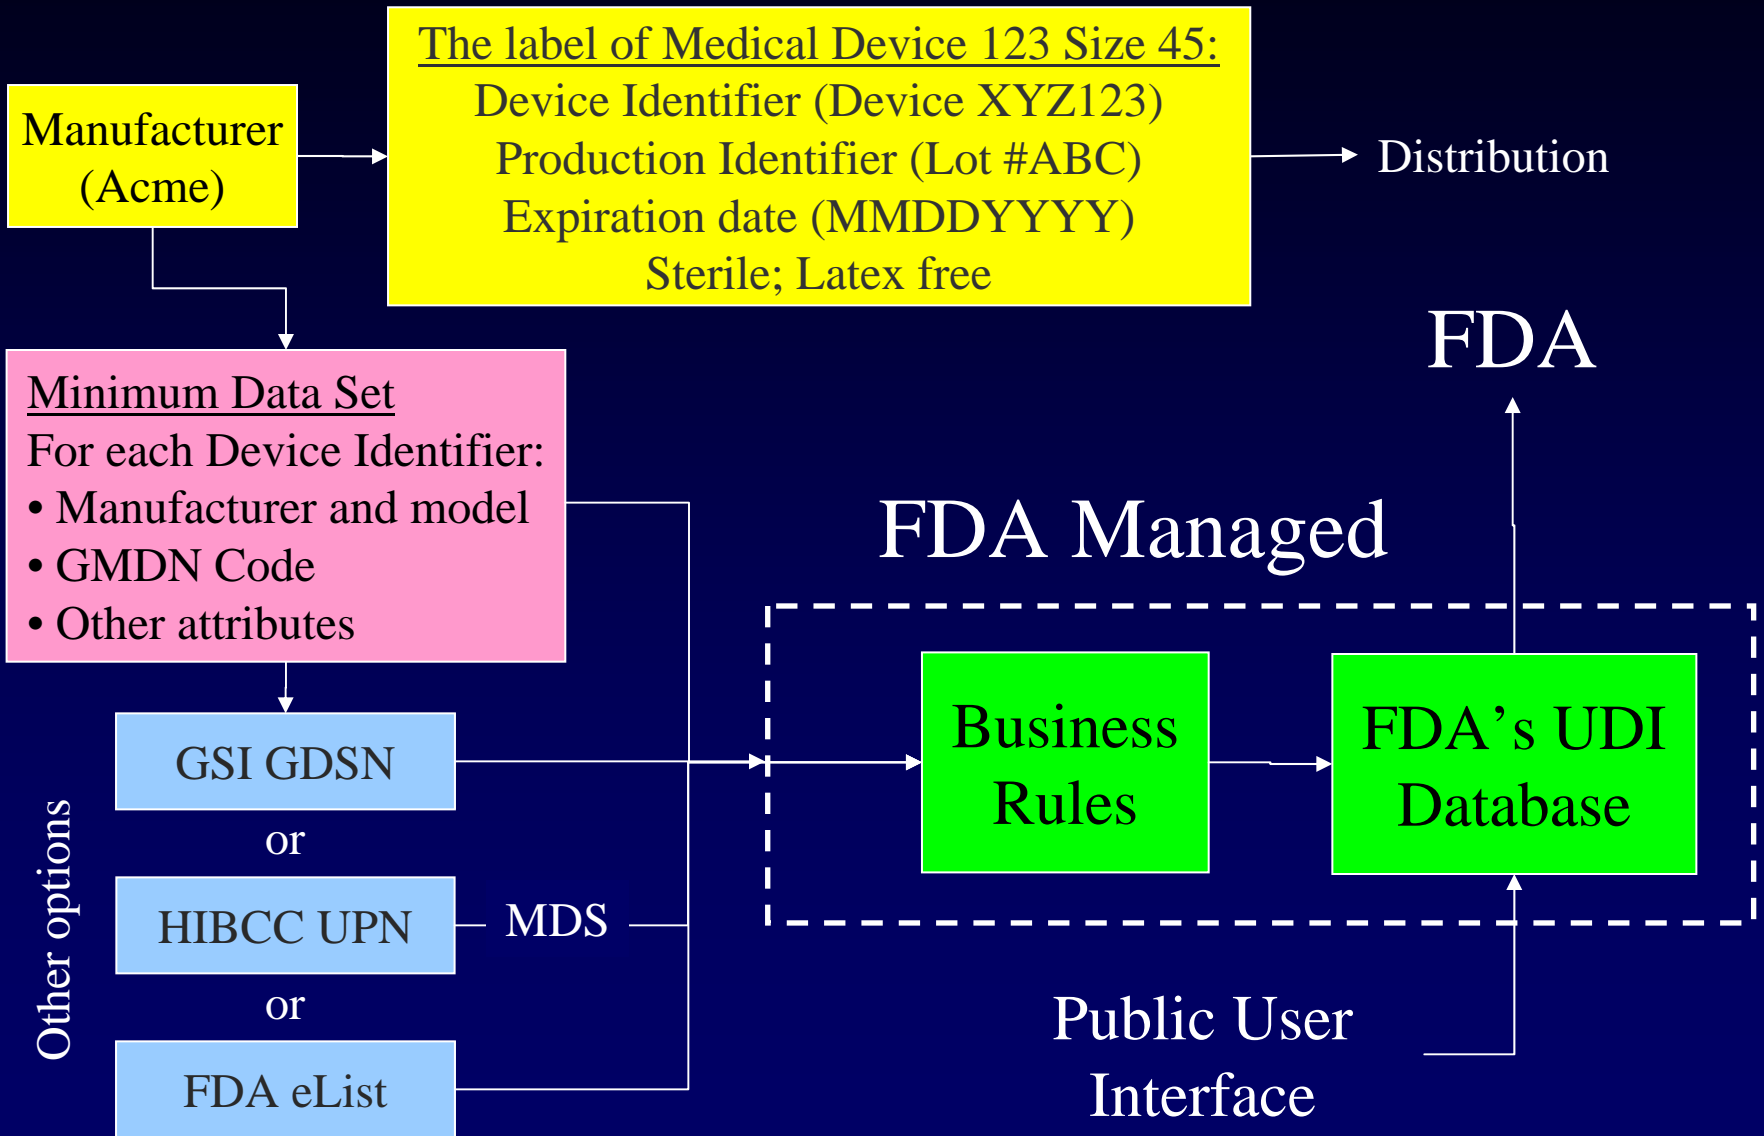 The label of Medical Device 123 Size 45:
Device Identifier (Device XYZ123)
Production Identifier (Lot #ABC)
Expiration date (MMDDYYYY)
Sterile; Latex free
Manufacturer
(Acme)
Distribution
FDA
Minimum Data Set
For each Device Identifier:
• Manufacturer and model
• GMDN Code
• Other attributes
FDA Managed
Business
Rules
FDA’s UDI
Database
GSI GDSN
or
HIBCC UPN
MDS
or
FDA eList
Other options
Public User
Interface